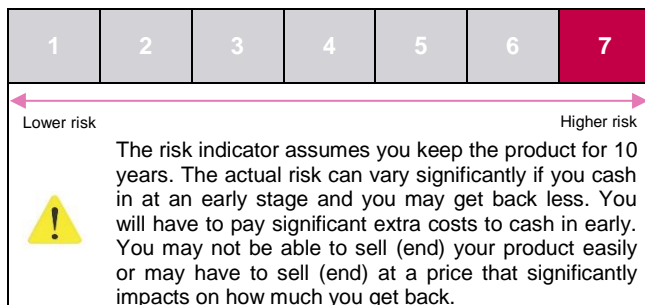 1 2 3 4 5 6 7
Lower risk Higher risk
The risk indicator assumes you keep the product for 10
years. The actual risk can vary significantly if you cash
in at an early stage and you may get back less. You
will have to pay significant extra costs to cash in early.
You may not be able to sell (end) your product easily
or may have to sell (end) at a price that significantly
impacts on how much you get back.